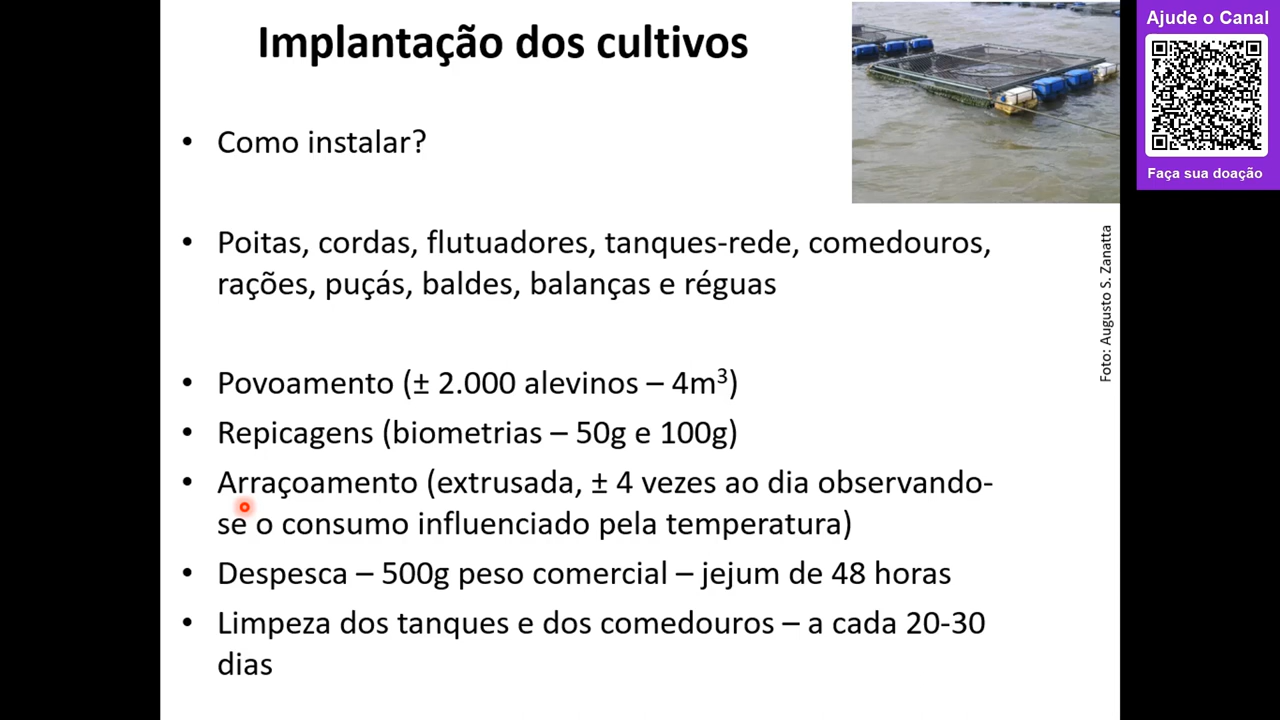 Implantação dos cultivos
Ajude o Canal
Faça sua doação
• Como instalar?
Foto: Augusto S. Zanatta
• Poitas, cordas, flutuadores, tanques-rede, comedouros,
rações, puçás, baldes, balanças e réguas
• Povoamento (± 2.000 alevinos – 4m³)
• Repicagens (biometrias – 50g e 100g)
• Arraçoamento (extrusada, ± 4 vezes ao dia observando-
se o consumo influenciado pela temperatura)
• Despesca – 500g peso comercial – jejum de 48 horas
• Limpeza dos tanques e dos comedouros – a cada 20-30
dias